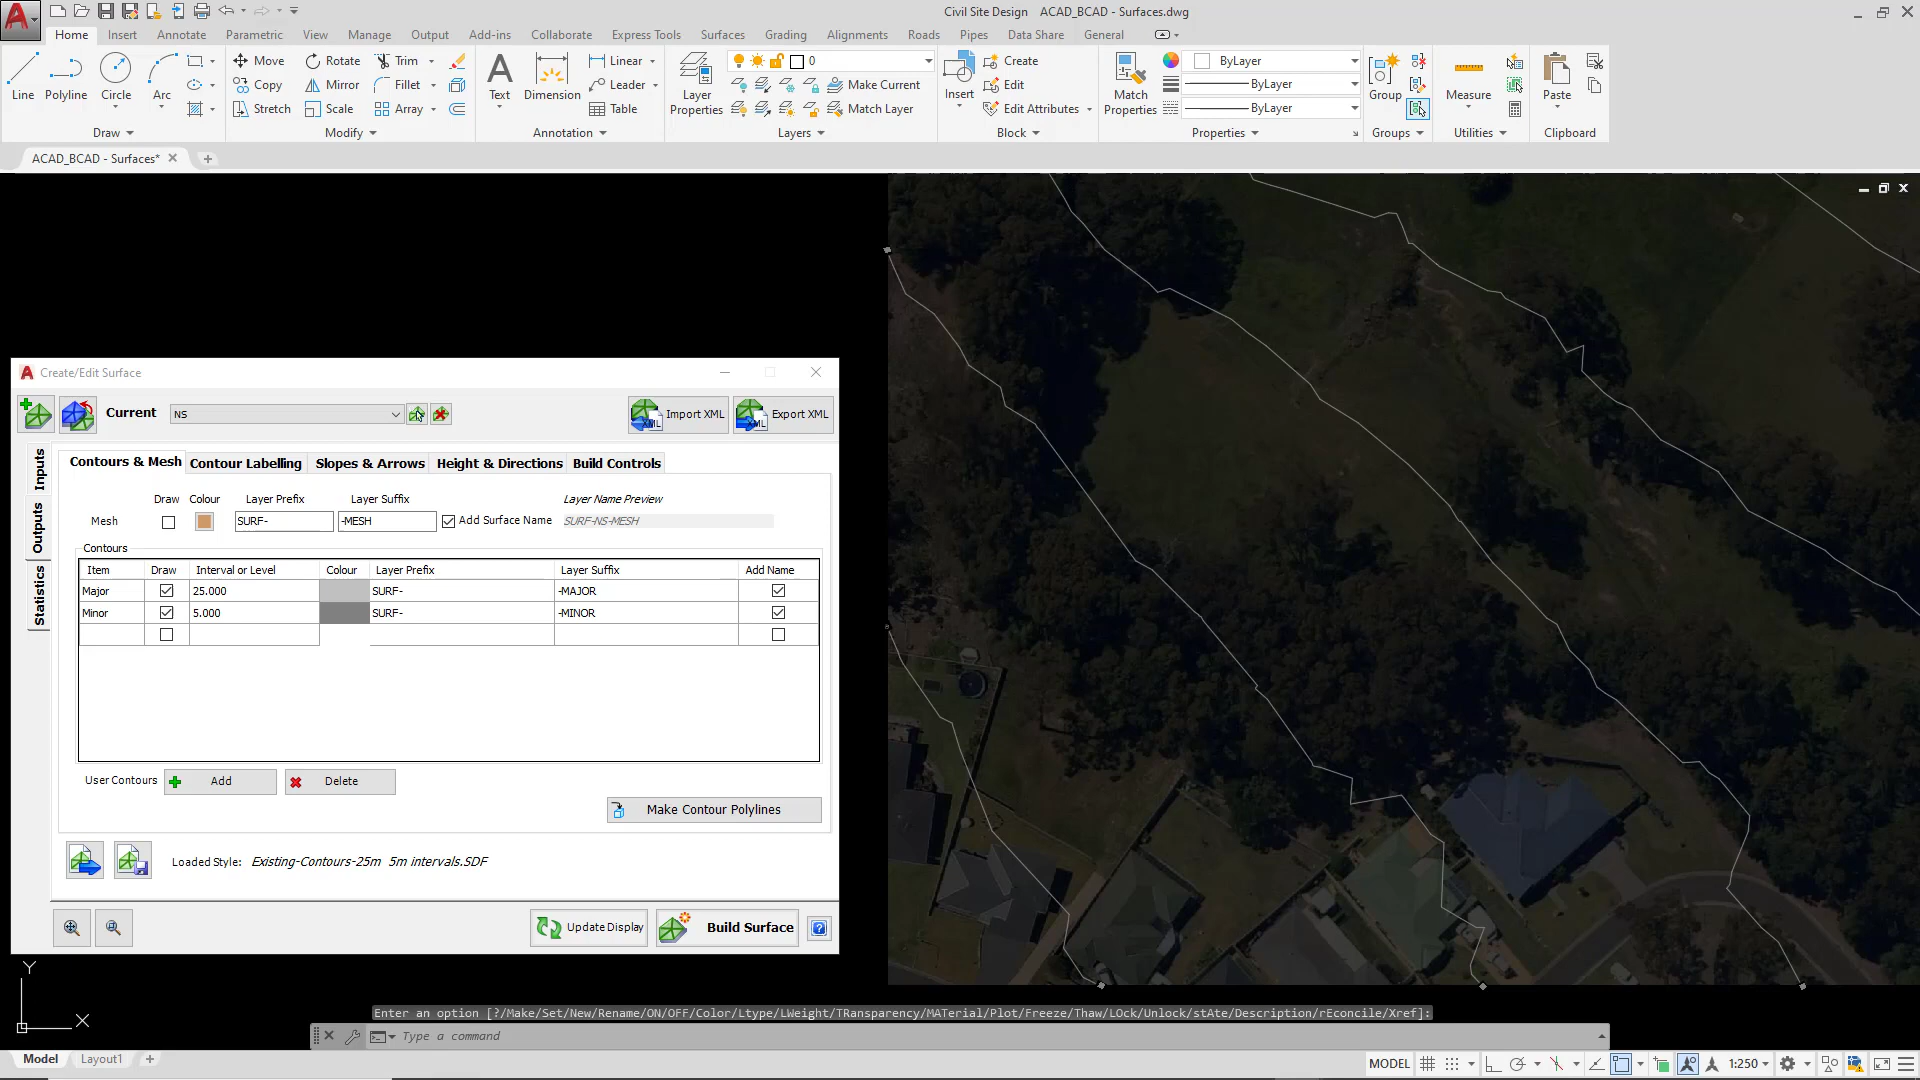 Civil Site Design ACAD_BCAD - Surfaces.dwg
Home Insert Annotate Parametric View Manage Output Add-ins Collaborate Express Tools Surfaces Grading Alignments Roads Pipes Data Share General
Line Polyline Circle Arc
Move Rotate Trim
Copy Mirror Fillet
Stretch Scale Array
Text Dimension
Linear
Leader
Table
Layer Properties
0
Make Current
Match Layer
Insert
Create
Edit
Edit Attributes
Match Properties
ByLayer
ByLayer
ByLayer
Group
Measure
Paste
Draw Modify Annotation Layers Block Properties Groups Utilities Clipboard
ACAD_BCAD - Surfaces*
Create/Edit Surface
Current NS Import XML Export XML
Inputs
Outputs
Statistics
Contours & Mesh Contour Labelling Slopes & Arrows Height & Directions Build Controls
Draw Colour Layer Prefix Layer Suffix Layer Name Preview
Mesh SURF- -MESH Add Surface Name SURF-NS-MESH
Contours
Item Draw Interval or Level Colour Layer Prefix Layer Suffix Add Name
Major 25.000 SURF- -MAJOR
Minor 5.000 SURF- -MINOR
User Contours Add Delete
Make Contour Polylines
Loaded Style: Existing-Contours-25m 5m intervals.SDF
Update Display Build Surface
Y
X
Enter an option [?/Make/Set/New/Rename/ON/OFF/Color/Ltype/LWeight/TRansparency/MATerial/Plot/Freeze/Thaw/LOck/Unlock/stAte/Description/rEconcile/Xref]:
Type a command
Model Layout1
MODEL 1:250